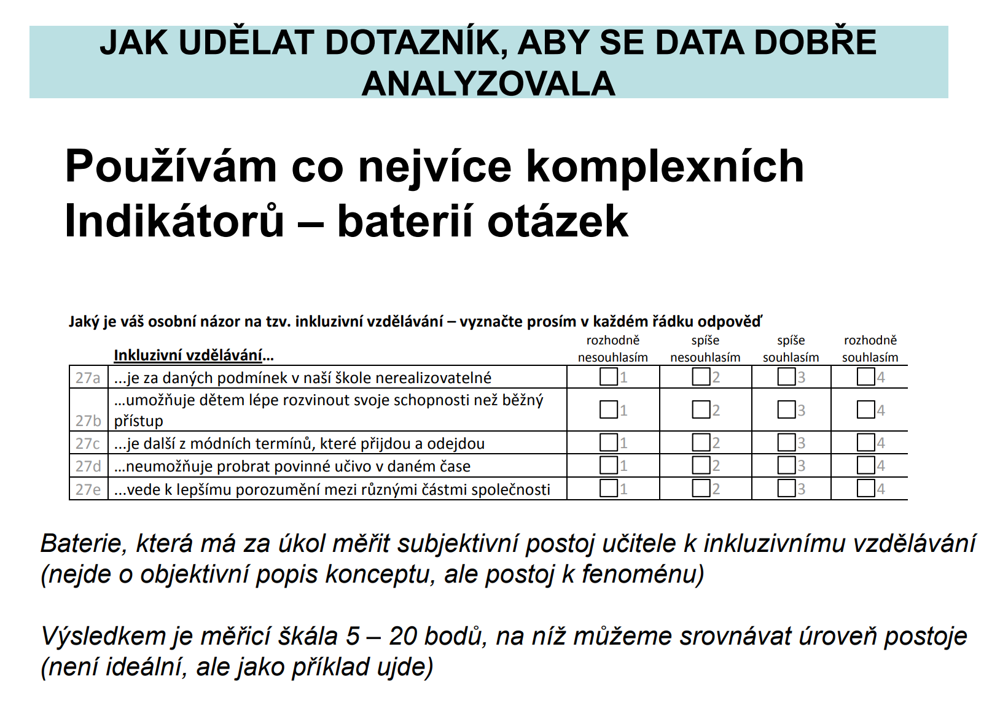 JAK UDĚLAT DOTAZNÍK, ABY SE DATA DOBŘE
ANALYZOVALA
Používám co nejvíce komplexních
Indikátorů – baterií otázek
Jaký je váš osobní názor na tzv. inkluzivní vzdělávání – vyznačte prosím v každém řádku odpověď
Inkluzivní vzdělávání…
rozhodně nesouhlasím
spíše nesouhlasím
spíše souhlasím
rozhodně souhlasím
27a …je za daných podmínek v naší škole nerealizovatelné 1 2 3 4
…umožňuje dětem lépe rozvinout svoje schopnosti než běžný
27b přístup 1 2 3 4
27c …je další z módních termínů, které přijdou a odejdou 1 2 3 4
27d …neumožňuje probrat povinné učivo v daném čase 1 2 3 4
27e …vede k lepšímu porozumění mezi různými částmi společnosti 1 2 3 4
Baterie, která má za úkol měřit subjektivní postoj učitele k inkluzivnímu vzdělávání
(nejde o objektivní popis konceptu, ale postoj k fenoménu)
Výsledkem je měřicí škála 5 – 20 bodů, na níž můžeme srovnávat úroveň postoje
(není ideální, ale jako příklad ujde)